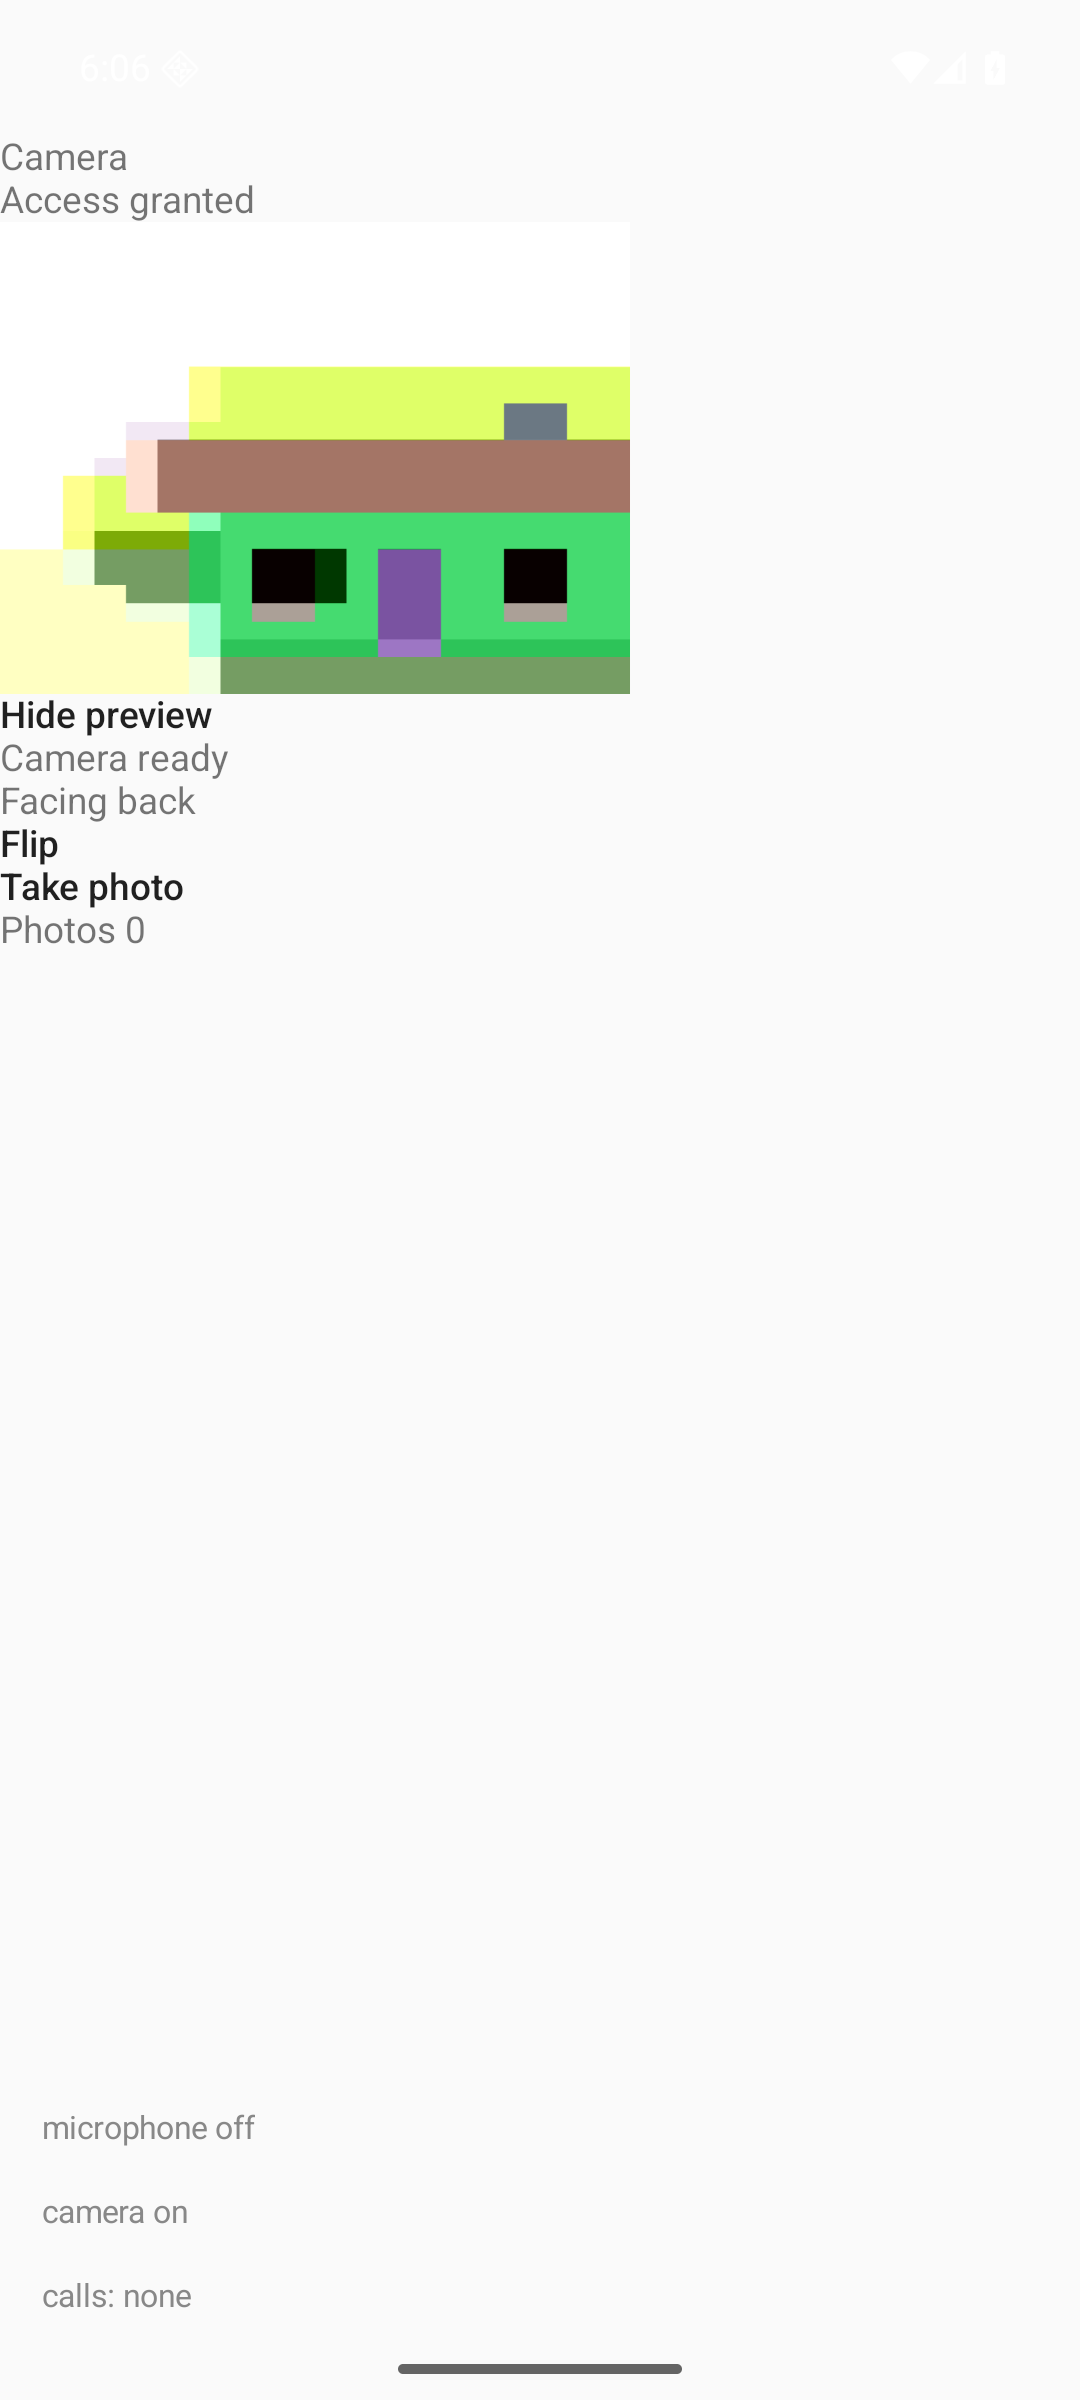 6:06
Camera
Access granted
Hide preview
Camera ready
Facing back
Flip
Take photo
Photos 0
microphone off
camera on
calls: none